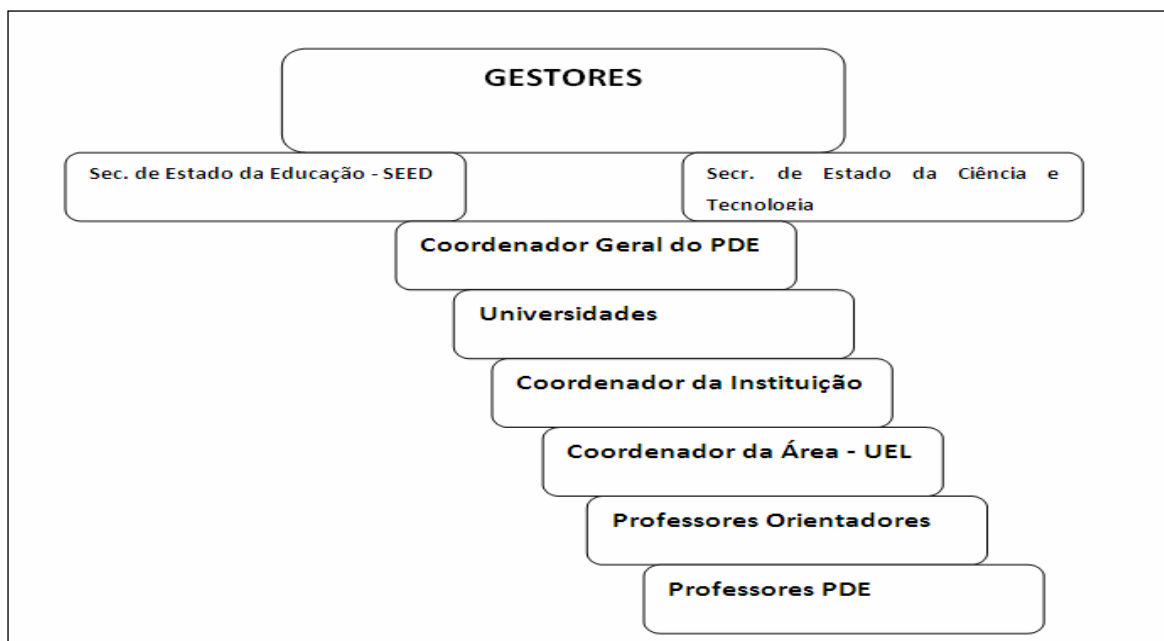 GESTORES
Sec. de Estado da Educação - SEED
Secr. de Estado da Ciência e
Tecnologia
Coordenador Geral do PDE
Universidades
Coordenador da Instituição
Coordenador da Área - UEL
Professores Orientadores
Professores PDE